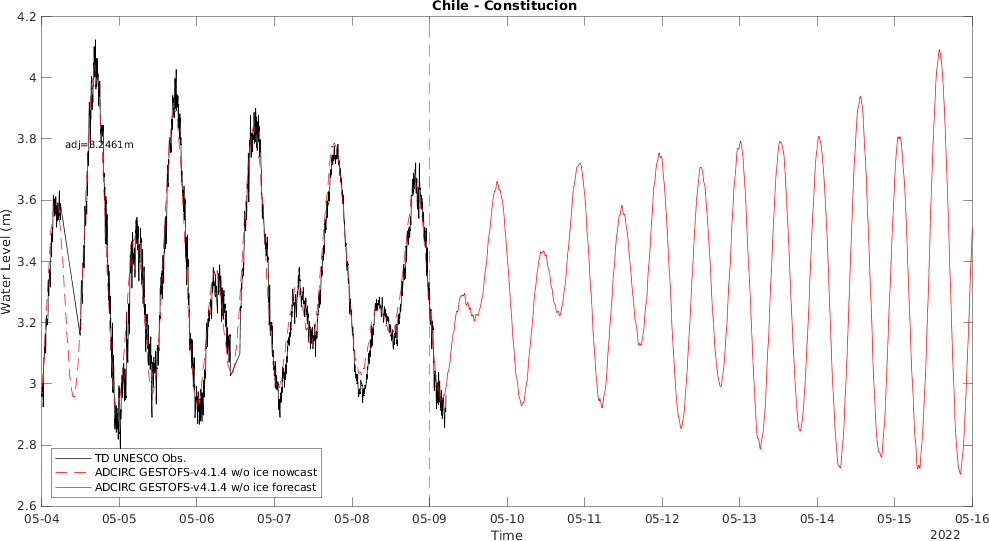 Chile - Constitucion
4.2
4
3.8
3.6
3.4
3.2
3
2.8
2.6
Water Level (m)
adj=3.2461m
TD UNESCO Obs.
ADCIRC GESTOFS-v4.1.4 w/o ice nowcast
ADCIRC GESTOFS-v4.1.4 w/o ice forecast
05-04 05-05 05-06 05-07 05-08 05-09 05-10 05-11 05-12 05-13 05-14 05-15 05-16
Time
2022